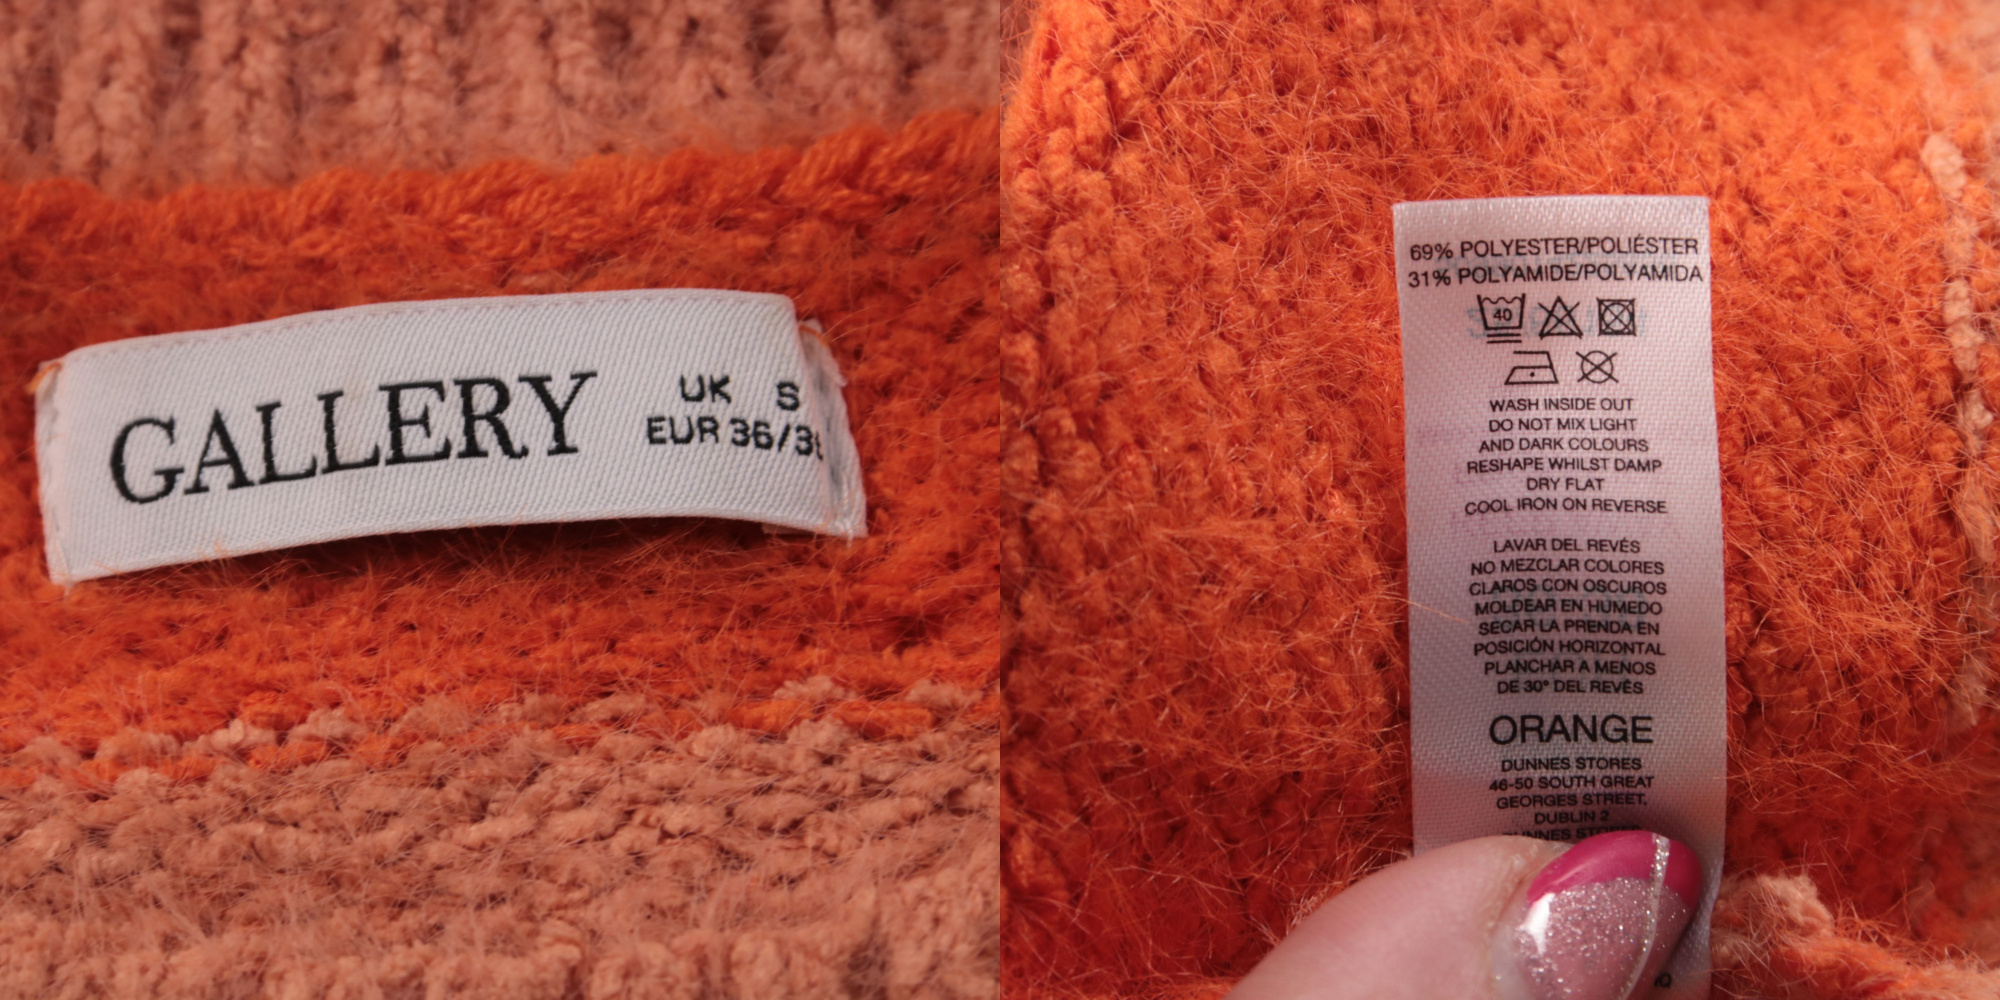 GALLERY
UK S
EUR 36/3
69% POLYESTER/POLIÉSTER
31% POLYAMIDE/POLYAMIDA
40
WASH INSIDE OUT
DO NOT MIX LIGHT
AND DARK COLOURS
RESHAPE WHILST DAMP
DRY FLAT
COOL IRON ON REVERSE
LAVAR DEL REVÉS
NO MEZCLAR COLORES
CLAROS CON OSCUROS
MOLDEAR EN HÚMEDO
SECAR LA PRENDA EN
POSICIÓN HORIZONTAL
PLANCHAR A MENOS
DE 30° DEL REVÉS
ORANGE
DUNNES STORES
46-50 SOUTH GREAT
GEORGES STREET,
DUBLIN 2